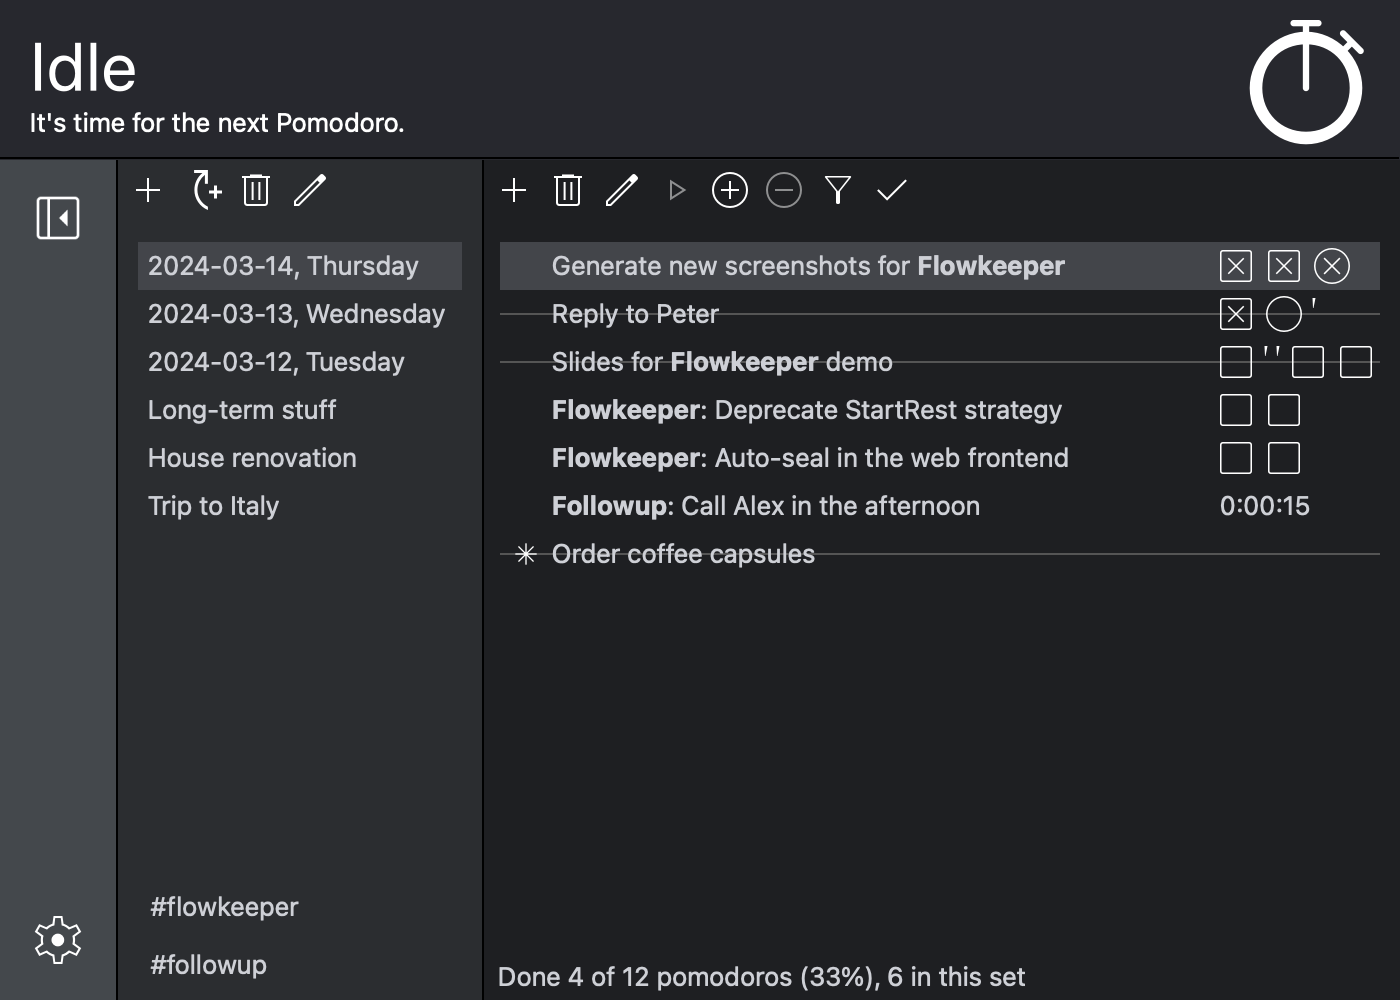 Idle
It's time for the next Pomodoro.
2024-03-14, Thursday
2024-03-13, Wednesday
2024-03-12, Tuesday
Long-term stuff
House renovation
Trip to Italy
#flowkeeper
#followup
Generate new screenshots for Flowkeeper
Reply to Peter '
Slides for Flowkeeper demo ''
Flowkeeper: Deprecate StartRest strategy
Flowkeeper: Auto-seal in the web frontend
Followup: Call Alex in the afternoon 0:00:15
Order coffee capsules
Done 4 of 12 pomodoros (33%), 6 in this set